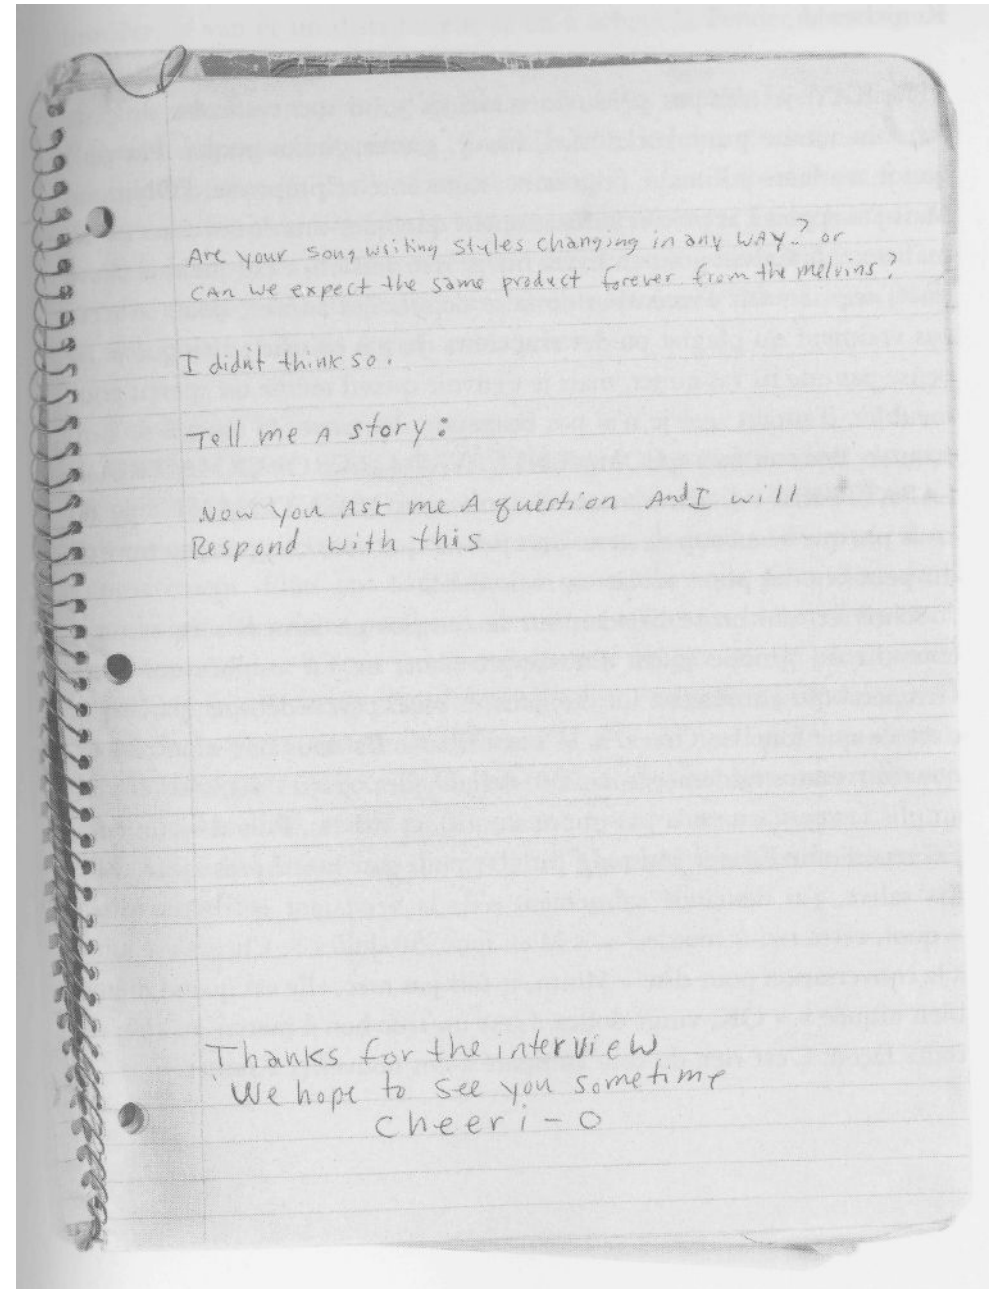 Are your song writing styles changing in any way? or
CAn we expect the same product forever from the melvins?
I didn't think so.
Tell me A story:
Now you Ask me A question And I will
Respond with this
Thanks for the interview
We hope to see you sometime
cheeri-o